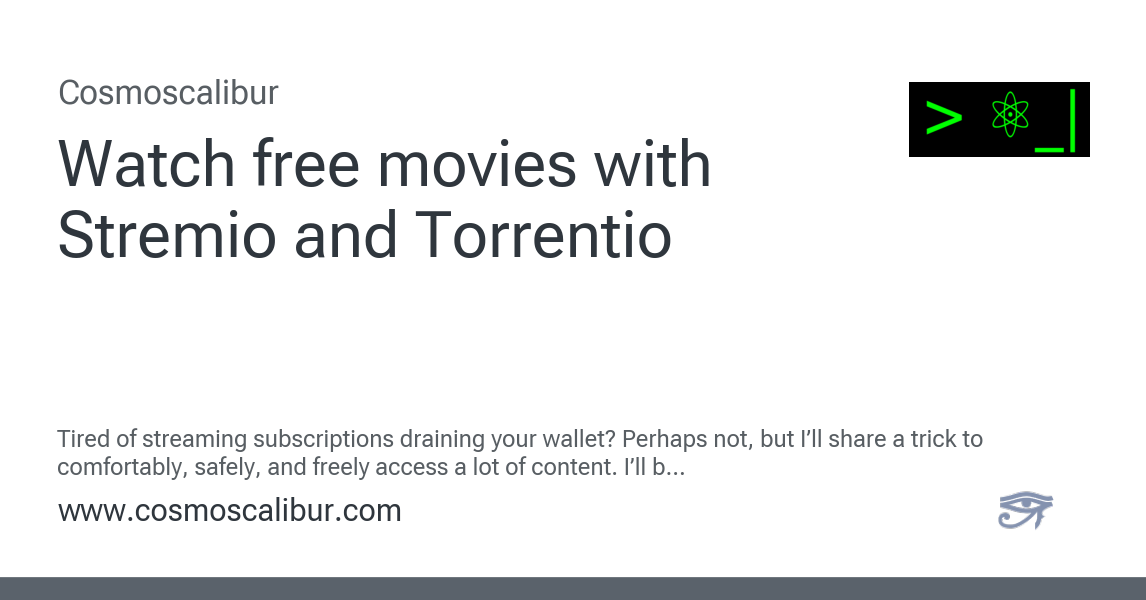 Cosmoscalibur
Watch free movies with
Stremio and Torrentio
> _|
Tired of streaming subscriptions draining your wallet? Perhaps not, but I’ll share a trick to
comfortably, safely, and freely access a lot of content. I’ll b...
www.cosmoscalibur.com